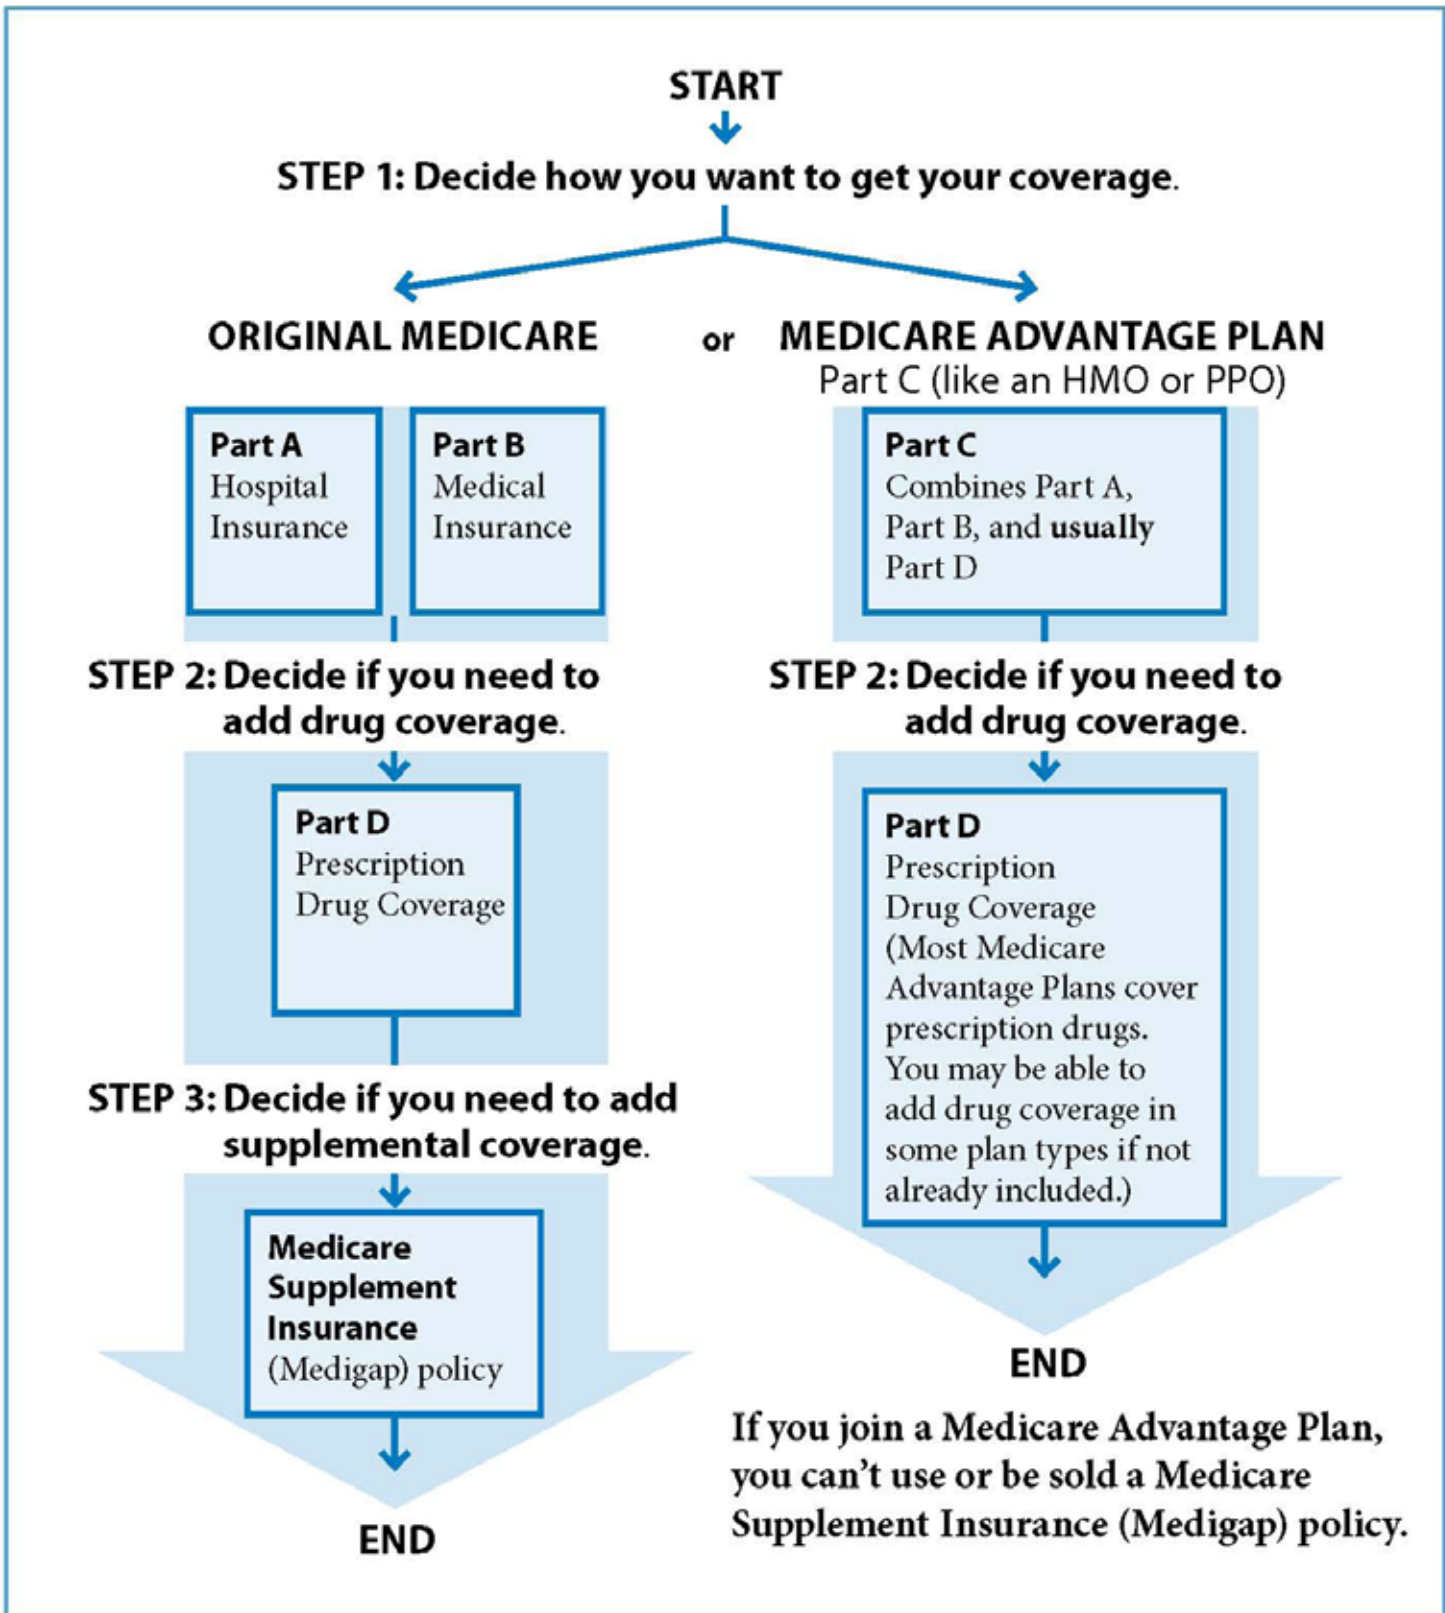 START
STEP 1: Decide how you want to get your coverage.
ORIGINAL MEDICARE
or
MEDICARE ADVANTAGE PLAN
Part C (like an HMO or PPO)
Part A
Hospital
Insurance
Part B
Medical
Insurance
STEP 2: Decide if you need to
add drug coverage.
Part D
Prescription
Drug Coverage
STEP 3: Decide if you need to add
supplemental coverage.
Medicare
Supplement
Insurance
(Medigap) policy
END
Part C
Combines Part A,
Part B, and usually
Part D
STEP 2: Decide if you need to
add drug coverage.
Part D
Prescription
Drug Coverage
(Most Medicare
Advantage Plans cover
prescription drugs.
You may be able to
add drug coverage in
some plan types if not
already included.)
END
If you join a Medicare Advantage Plan,
you can't use or be sold a Medicare
Supplement Insurance (Medigap) policy.